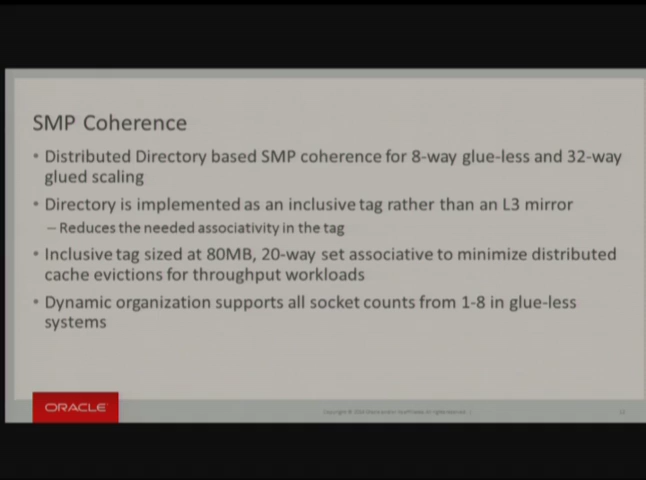 SMP Coherence
• Distributed Directory based SMP coherence for 8-way glue-less and 32-way
glued scaling
• Directory is implemented as an inclusive tag rather than an L3 mirror
– Reduces the needed associativity in the tag
• Inclusive tag sized at 80MB, 20-way set associative to minimize distributed
cache evictions for throughput workloads
• Dynamic organization supports all socket counts from 1-8 in glue-less
systems
ORACLE